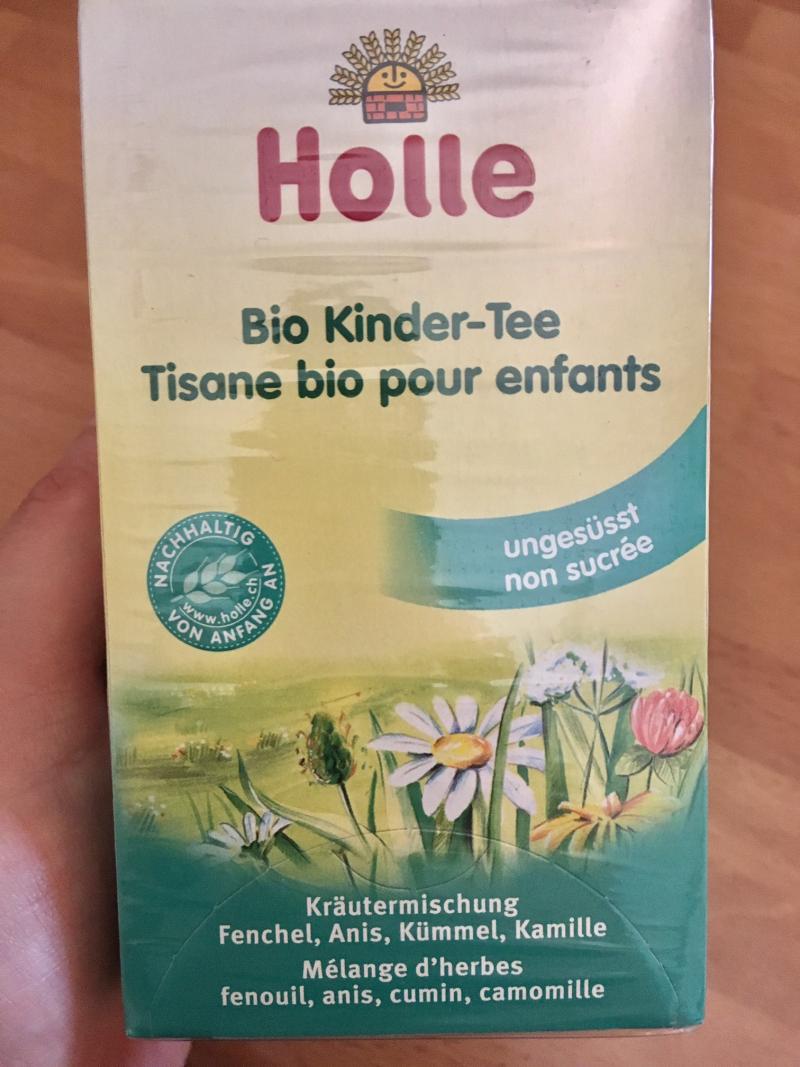 Holle
Bio Kinder-Tee
Tisane bio pour enfants
ungesüsst
non sucrée
NACHHALTIG
www.holle.ch
VON ANFANG AN
Kräutermischung
Fenchel, Anis, Kümmel, Kamille
Mélange d'herbes
fenouil, anis, cumin, camomille